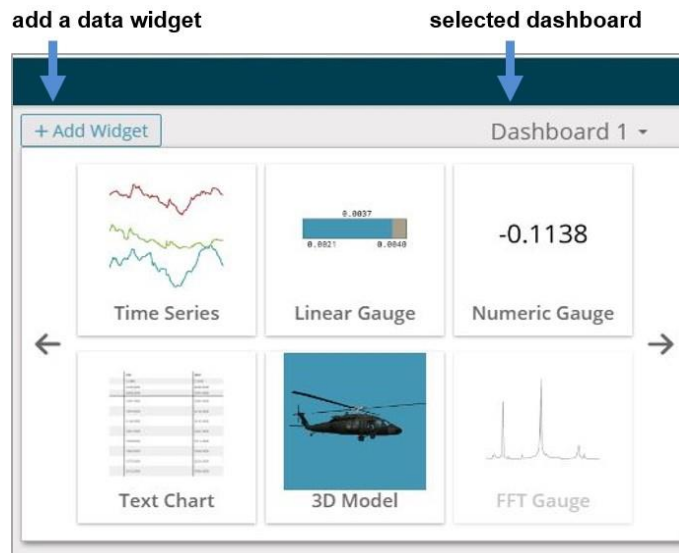 add a data widget
selected dashboard
+ Add Widget
Dashboard 1
0.0037
0.0021 0.0040
-0.1138
Time Series
Linear Gauge
Numeric Gauge
Text Chart
3D Model
FFT Gauge